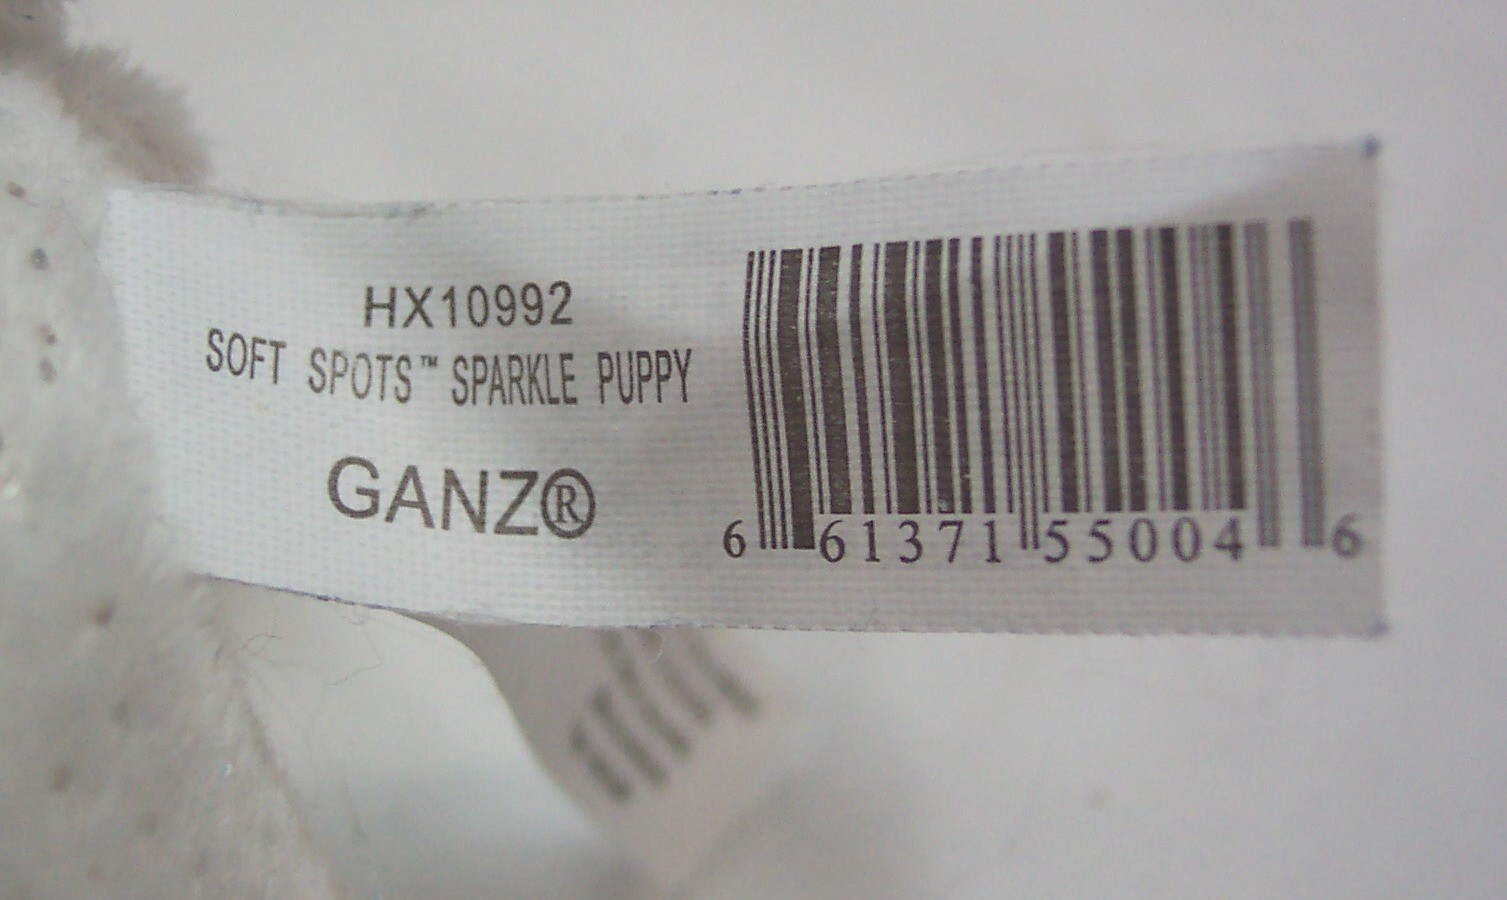 HX10992
SOFT SPOTS™ SPARKLE PUPPY
GANZ®
6 61371 55004 6